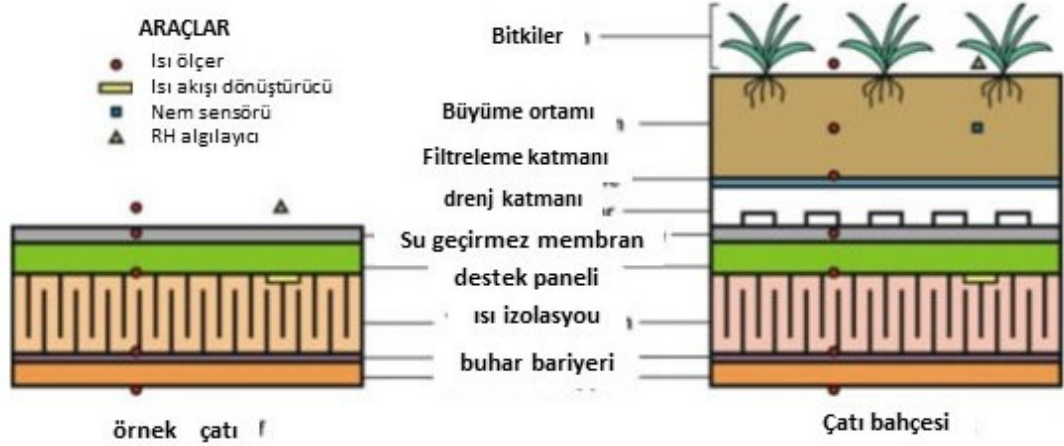 ARAÇLAR
Isı ölçer
Isı akışı dönüştürücü
Nem sensörü
RH algılayıcı
Bitkiler
Büyüme ortamı
Filtreleme katmanı
drenj katmanı
Su geçirmez membran
destek paneli
ısı izolasyou
buhar bariyeri
örnek çatı
Çatı bahçesi